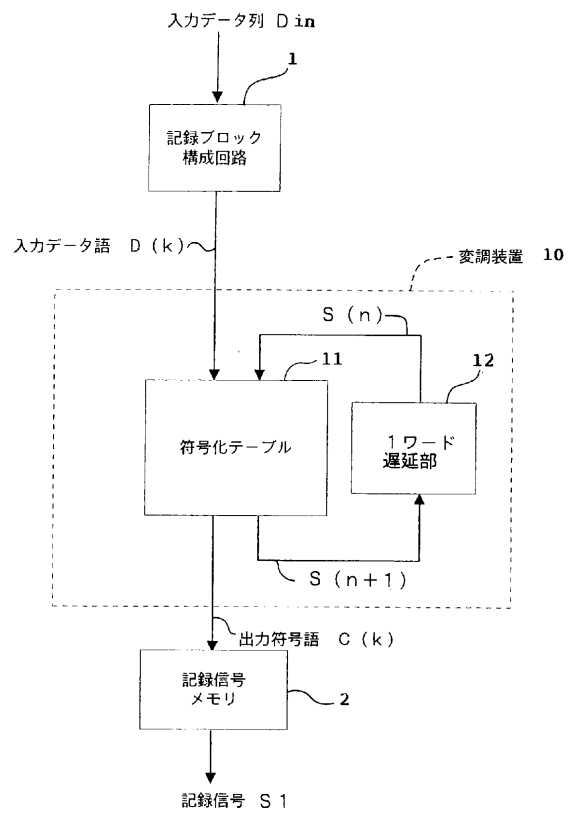 入力データ列 Din
1
記録ブロック
構成回路
入力データ語 D(k)
変調装置 10
S(n)
11
12
符号化テーブル
1ワード
遅延部
S(n+1)
出力符号語 C(k)
記録信号
メモリ
2
記録信号 S1